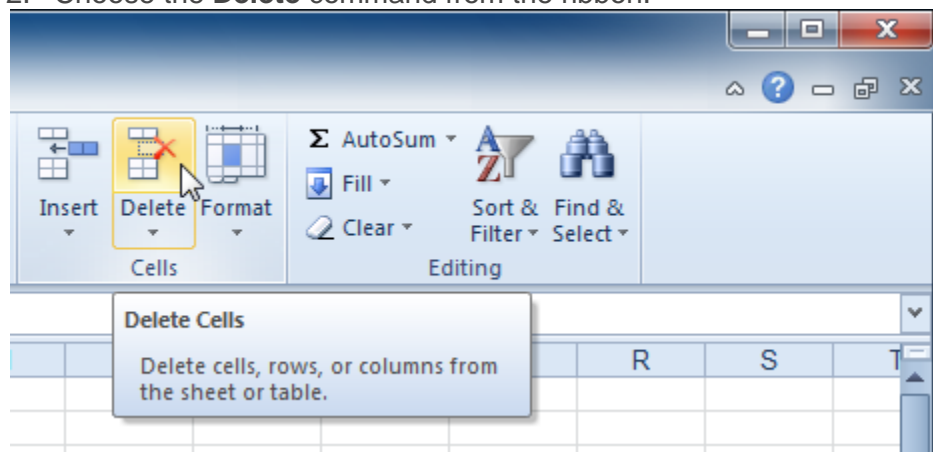 2. Choose the Delete command from the ribbon.
Σ AutoSum
Fill
Clear
Insert Delete Format
Sort & Filter
Find & Select
Cells
Editing
Delete Cells
Delete cells, rows, or columns from
the sheet or table.
R S T